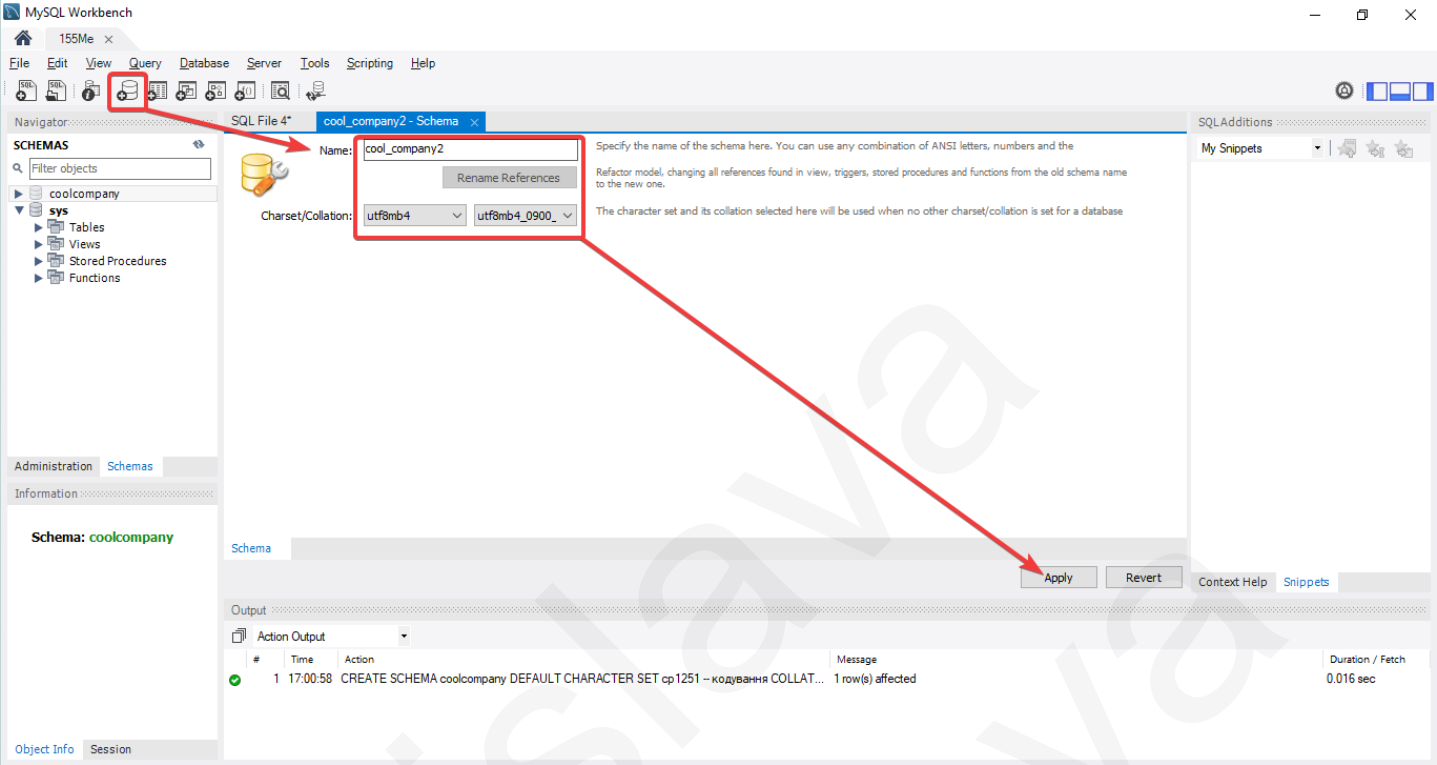 MySQL Workbench
155Me ×
File Edit View Query Database Server Tools Scripting Help
Navigator
SCHEMAS
Filter objects
coolcompany
sys
Tables
Views
Stored Procedures
Functions
Administration Schemas
Information
Schema: coolcompany
Object Info Session
SQL File 4* cool_company2 - Schema ×
Name: cool_company2
Specify the name of the schema here. You can use any combination of ANSI letters, numbers and the
Rename References
Refactor model, changing all references found in view, triggers, stored procedures and functions from the old schema name
to the new one.
Charset/Collation: utf8mb4 utf8mb4_0900_
The character set and its collation selected here will be used when no other charset/collation is set for a database
Schema
Apply Revert
SQLAdditions
My Snippets
Context Help Snippets
Output
Action Output
# Time Action Message Duration / Fetch
1 17:00:58 CREATE SCHEMA coolcompany DEFAULT CHARACTER SET cp1251 -- кодування COLLAT... 1 row(s) affected 0.016 sec